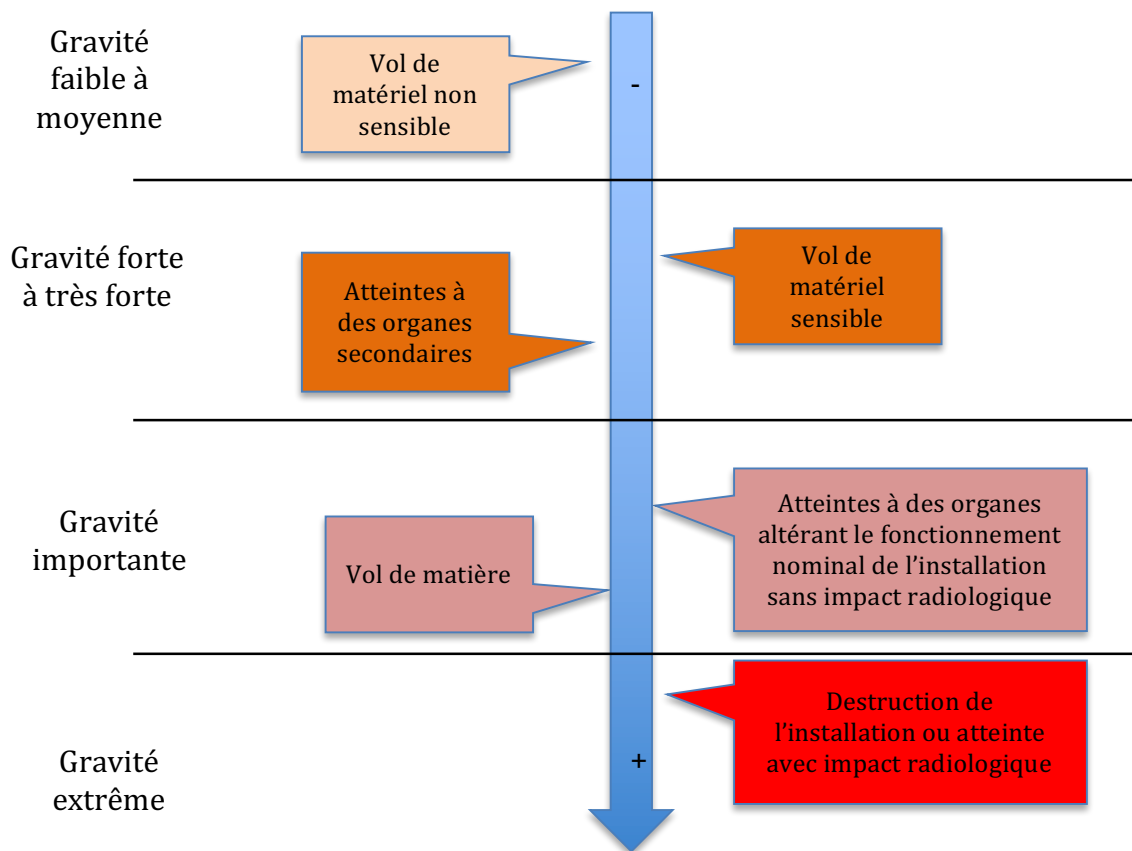 Gravité
faible à
moyenne
Vol de
matériel non
sensible
-
Gravité forte
à très forte
Vol de
matériel
sensible
Atteintes à
des organes
secondaires
Gravité
importante
Atteintes à des organes
altérant le fonctionnement
nominal de l’installation
sans impact radiologique
Vol de matière
Gravité
extrême
Destruction de
l’installation ou atteinte
avec impact radiologique
+